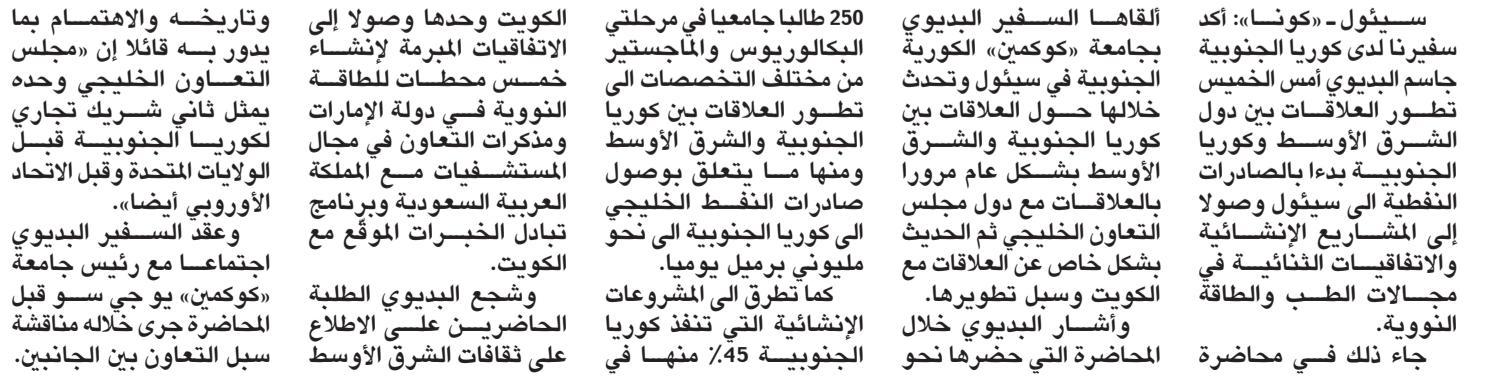 سيئول ـ «كونا»: أكد
سفيرنا لدى كوريا الجنوبية
جاسم البديوي أمس الخميس
تطور العلاقات بين دول
الشرق الأوسط وكوريا
الجنوبية بدءا بالصادرات
النفطية الى سيئول وصولا
إلى المشاريع الإنشائية
والاتفاقيات الثنائية في
مجالات الطب والطاقة
النووية.
جاء ذلك في محاضرة
ألقاها السفير البديوي
بجامعة «كوكمين» الكورية
الجنوبية في سيئول وتحدث
خلالها حول العلاقات بين
كوريا الجنوبية والشرق
الأوسط بشكل عام مرورا
بالعلاقات مع دول مجلس
التعاون الخليجي ثم الحديث
بشكل خاص عن العلاقات مع
الكويت وسبل تطويرها.
وأشار البديوي خلال
المحاضرة التي حضرها نحو
250 طالبا جامعيا في مرحلتي
البكالوريوس والماجستير
من مختلف التخصصات الى
تطور العلاقات بين كوريا
الجنوبية والشرق الأوسط
ومنها ما يتعلق بوصول
صادرات النفط الخليجي
الى كوريا الجنوبية الى نحو
مليوني برميل يوميا.
كما تطرق الى المشروعات
الإنشائية التي تنفذ كوريا
الجنوبية 45٪ منها في
الكويت وحدها وصولا إلى
الاتفاقيات المبرمة لإنشاء
خمس محطات للطاقة
النووية في دولة الإمارات
ومذكرات التعاون في مجال
المستشفيات مع المملكة
العربية السعودية وبرنامج
تبادل الخبرات الموقع مع
الكويت.
وشجع البديوي الطلبة
الحاضرين على الاطلاع
على ثقافات الشرق الأوسط
وتاريخه والاهتمام بما
يدور به قائلا إن «مجلس
التعاون الخليجي وحده
يمثل ثاني شريك تجاري
لكوريا الجنوبية قبل
الولايات المتحدة وقبل الاتحاد
الأوروبي أيضا».
وعقد السفير البديوي
اجتماعا مع رئيس جامعة
«كوكمين» يو جي سو قبل
المحاضرة جرى خلاله مناقشة
سبل التعاون بين الجانبين.